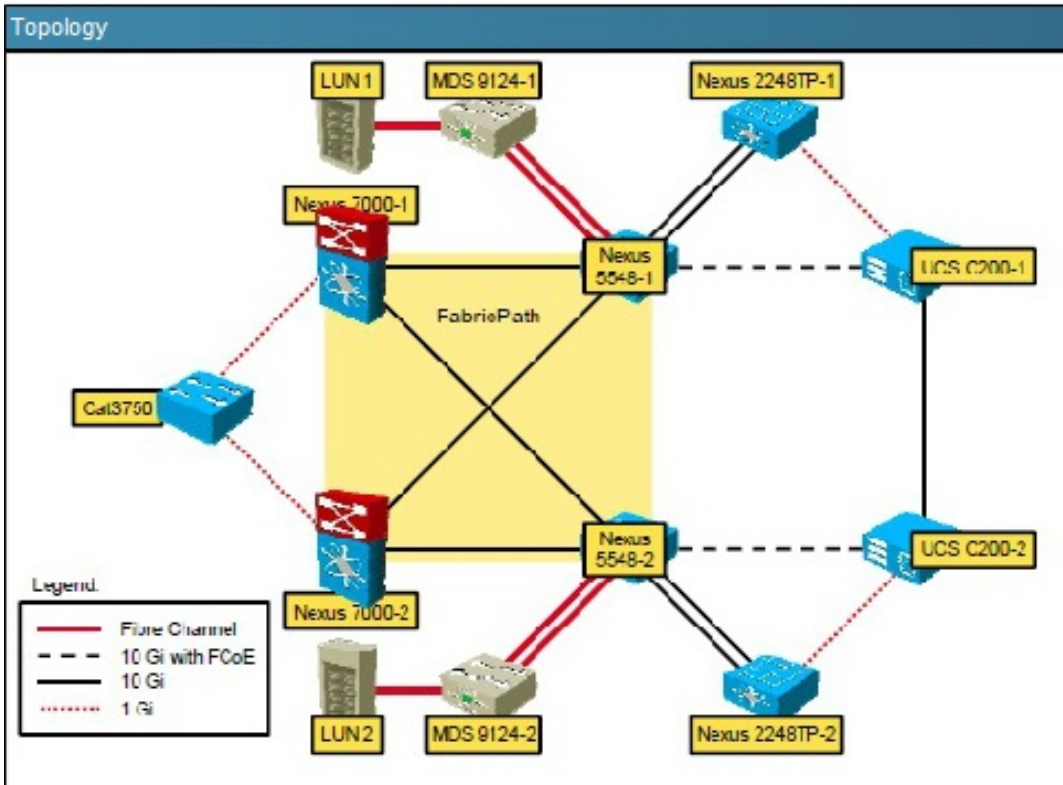 Topology
LUN 1
MDS 9124-1
Nexus 2248TP-1
Nexus 7000-1
Nexus
5548-1
UCS C200-1
FabricPath
Cat3750
Nexus
5548-2
UCS C200-2
Legend:
Nexus 7000-2
Fibre Channel
10 Gi with FCoE
10 Gi
1 Gi
LUN 2
MDS 9124-2
Nexus 2248TP-2